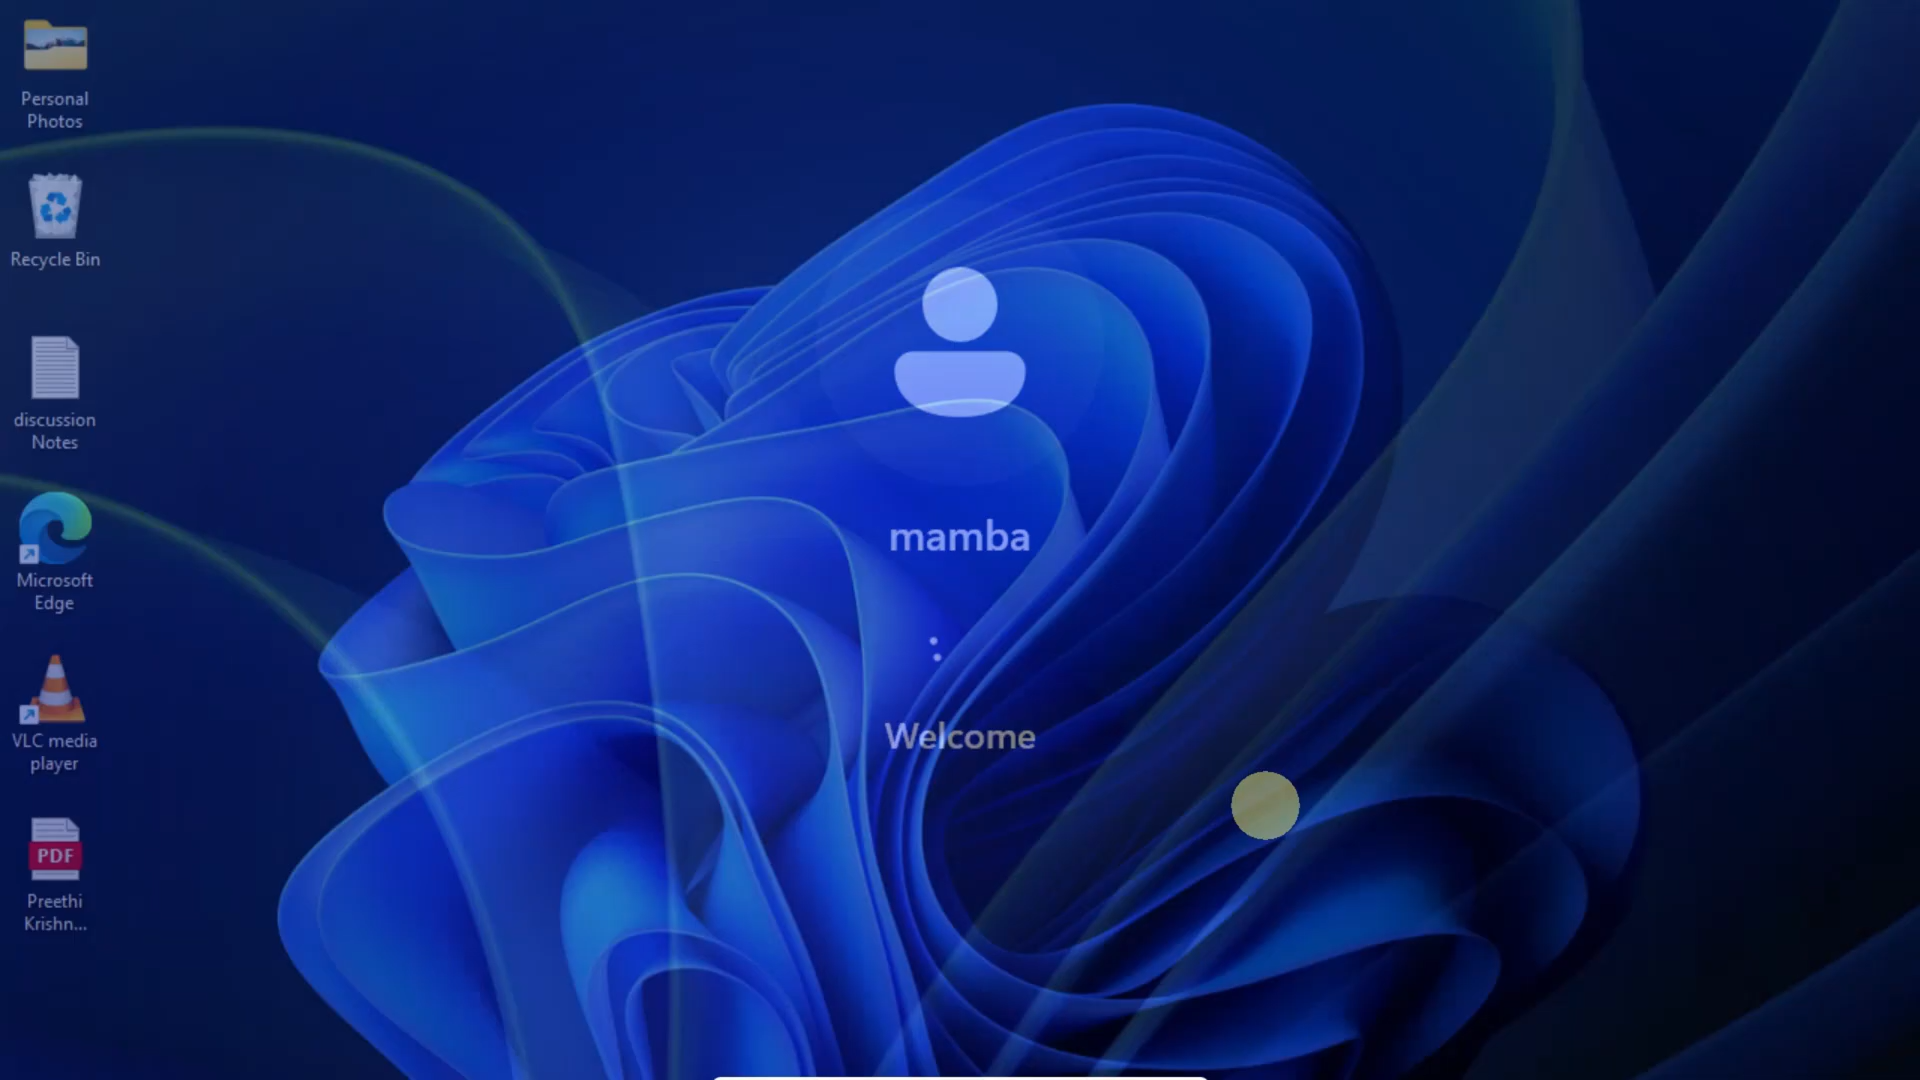 Personal
Photos
Recycle Bin
discussion
Notes
Microsoft
Edge
VLC media
player
PDF
Preethi
Krishn...
mamba
Welcome